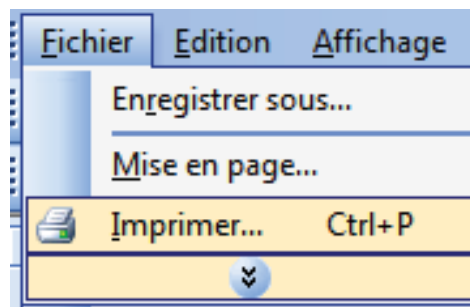 Fichier Edition Affichage
Enregistrer sous...
Mise en page...
Imprimer... Ctrl+P